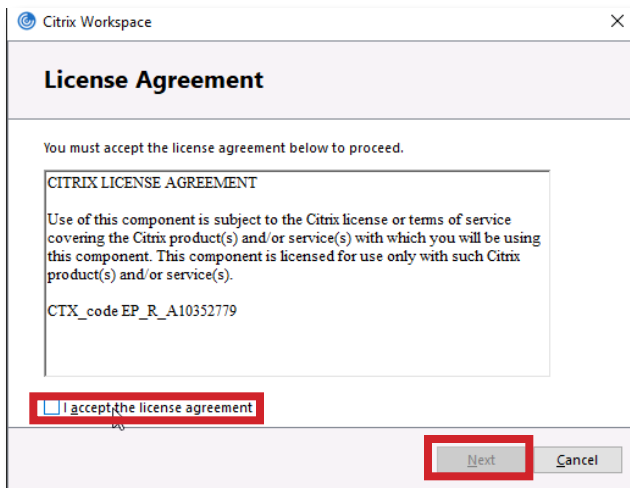 Citrix Workspace
License Agreement
You must accept the license agreement below to proceed.
CITRIX LICENSE AGREEMENT
Use of this component is subject to the Citrix license or terms of service
covering the Citrix product(s) and/or service(s) with which you will be using
this component. This component is licensed for use only with such Citrix
product(s) and/or service(s).
CTX_code EP_R_A10352779
I accept the license agreement
Next Cancel